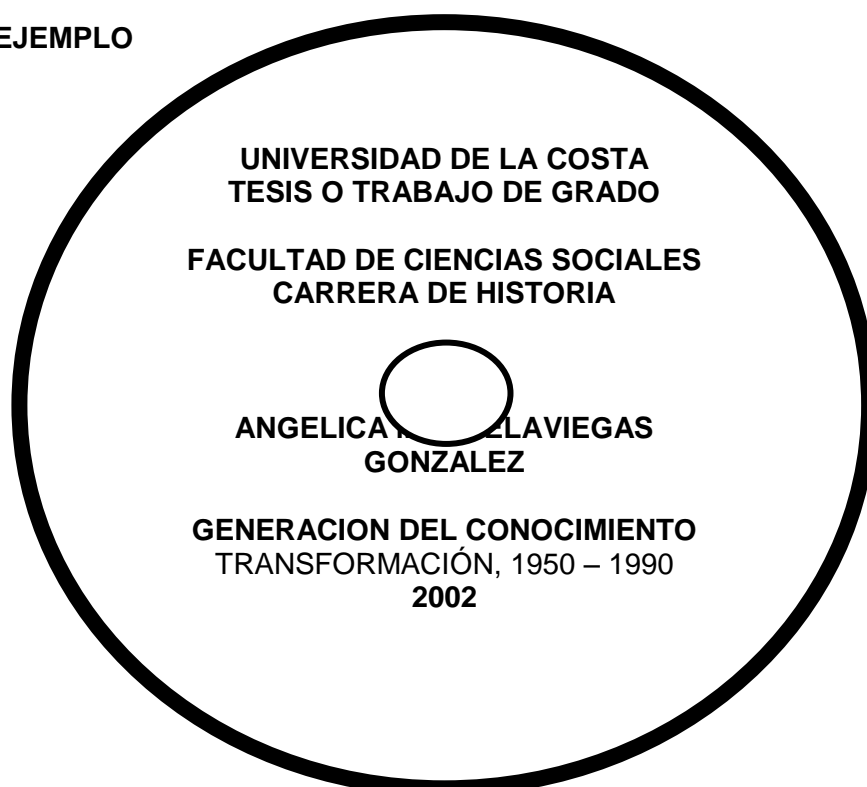 EJEMPLO
UNIVERSIDAD DE LA COSTA
TESIS O TRABAJO DE GRADO
FACULTAD DE CIENCIAS SOCIALES
CARRERA DE HISTORIA
ANGELICA
GONZALEZ
GENERACION DEL CONOCIMIENTO
TRANSFORMACIÓN, 1950 – 1990
2002